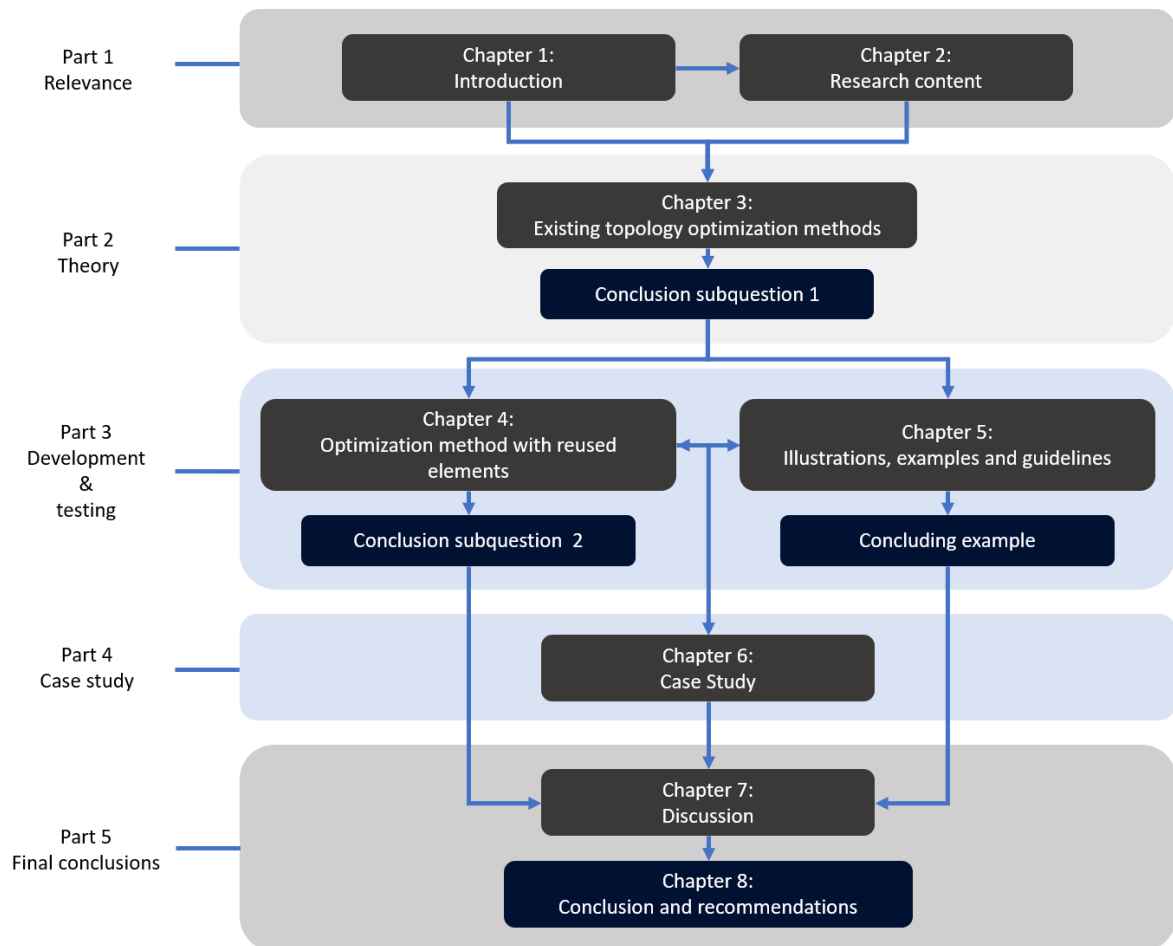 Part 1
Relevance
Chapter 1:
Introduction
Chapter 2:
Research content
Part 2
Theory
Chapter 3:
Existing topology optimization methods
Conclusion subquestion 1
Part 3
Development
&
testing
Chapter 4:
Optimization method with reused
elements
Chapter 5:
Illustrations, examples and guidelines
Conclusion subquestion  2
Concluding example
Part 4
Case study
Chapter 6:
Case Study
Part 5
Final conclusions
Chapter 7:
Discussion
Chapter 8:
Conclusion and recommendations